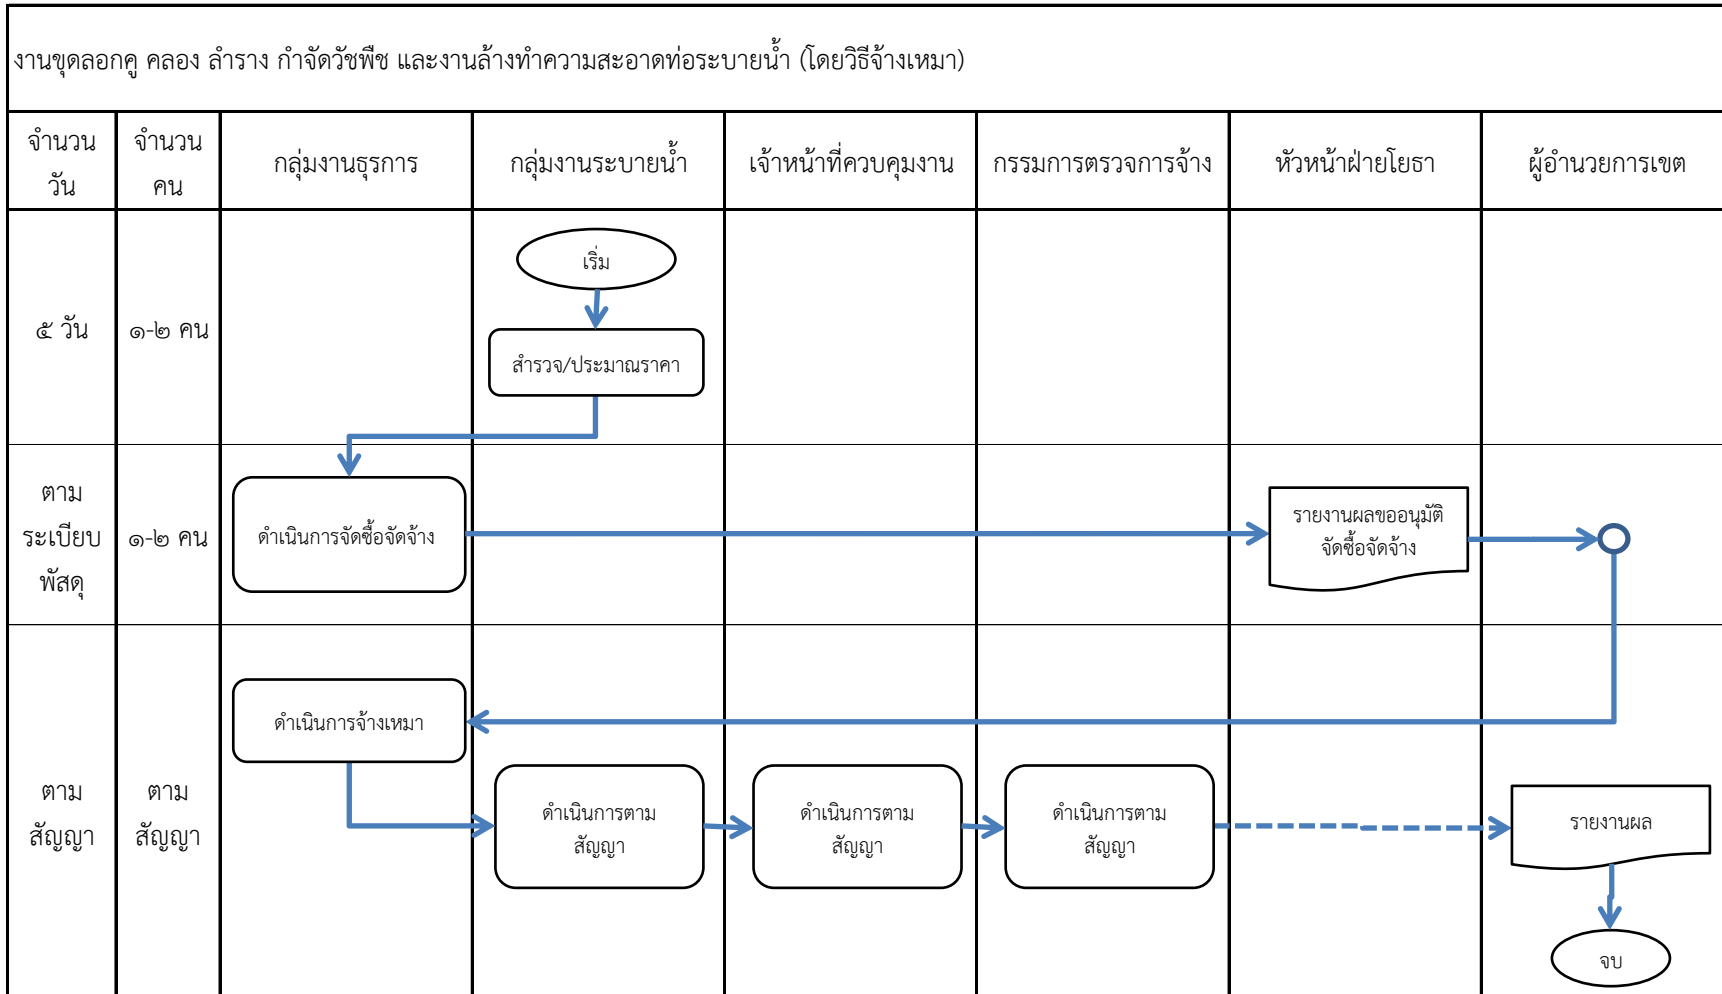 งานขุดลอกคู คลอง ลำราง กำจัดวัชพืช และงานล้างทำความสะอาดท่อระบายน้ำ (โดยวิธีจ้างเหมา)
จำนวน
วัน
จำนวน
คน
กลุ่มงานธุรการ
กลุ่มงานระบายน้ำ
เจ้าหน้าที่ควบคุมงาน
กรรมการตรวจการจ้าง
หัวหน้าฝ่ายโยธา
ผู้อำนวยการเขต
๕ วัน
๑-๒ คน
เริ่ม
สำรวจ/ประมาณราคา
ตาม
ระเบียบ
พัสดุ
๑-๒ คน
ดำเนินการจัดซื้อจัดจ้าง
รายงานผลขออนุมัติ
จัดซื้อจัดจ้าง
ตาม
สัญญา
ตาม
สัญญา
ดำเนินการจ้างเหมา
ดำเนินการตาม
สัญญา
ดำเนินการตาม
สัญญา
ดำเนินการตาม
สัญญา
รายงานผล
จบ